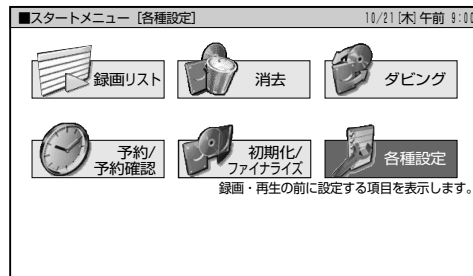 ■スタートメニュー [各種設定] 10/21[木]午前 9:00
録画リスト 消去 ダビング
予約/ 初期化/ 各種設定
予約確認 ファイナライズ
録画・再生の前に設定する項目を表示します。